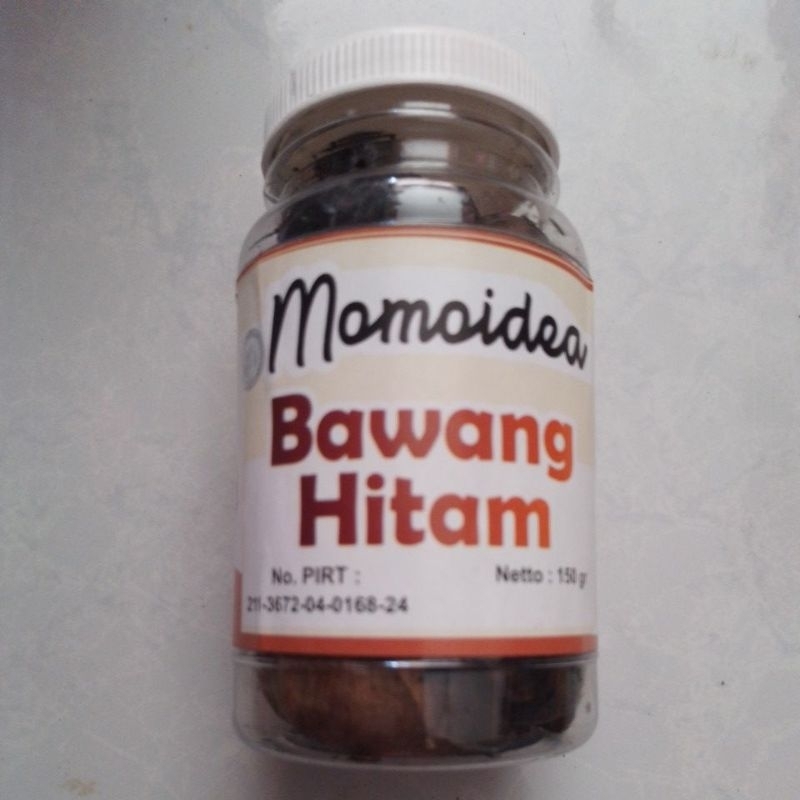 Momoidea
Bawang
Hitam
No. PIRT :
211-3672-04-0168-24
Netto : 150 gr